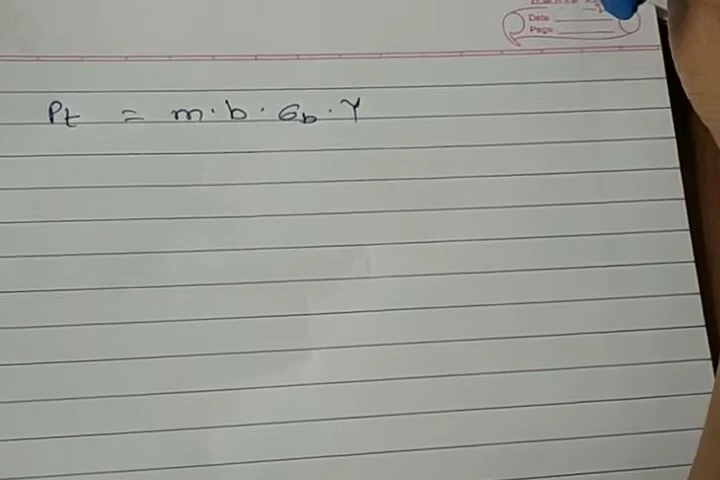 Date
Page
Pt = m · b · σb · Y